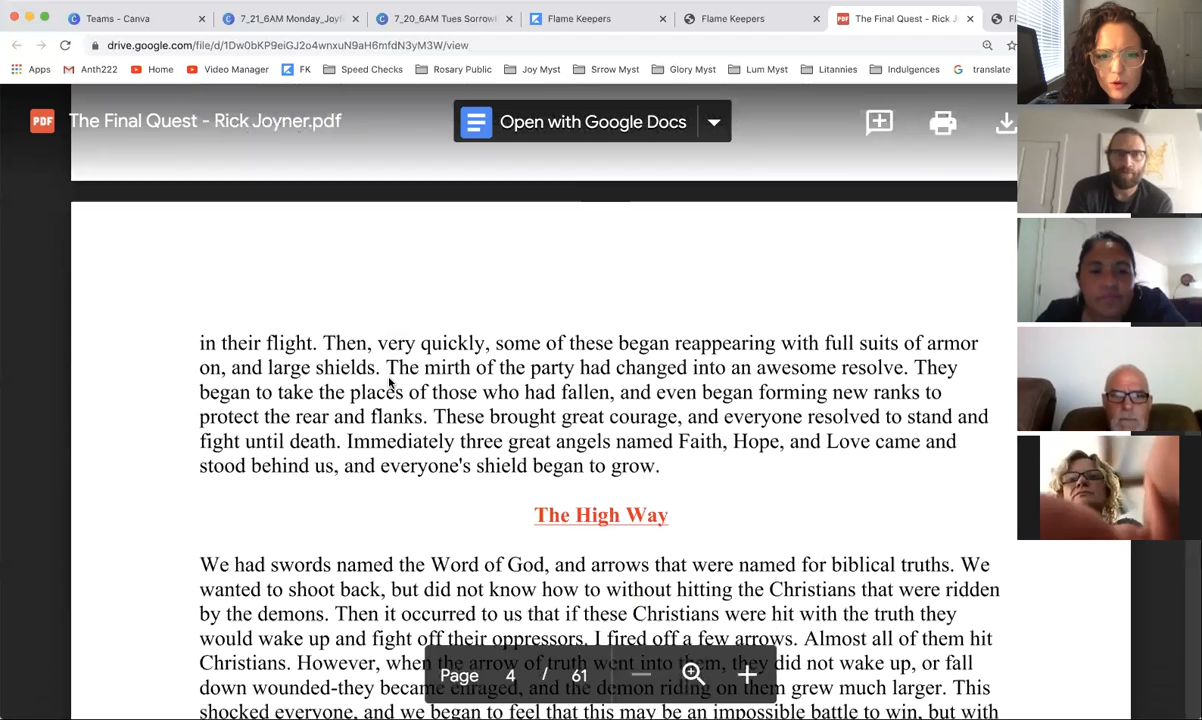 Teams - Canva
7_21_6AM Monday_Joyf
7_20_6AM Tues Sorrow
Flame Keepers
Flame Keepers
The Final Quest - Rick J
drive.google.com/file/d/1Dw0bKP9eiGJ2o4wnxuN9aH6mfdN3yM3W/view
Apps Anth222 Home Video Manager FK Speed Checks Rosary Public Joy Myst Srrow Myst Glory Myst Lum Myst Litannies Indulgences translate
PDF The Final Quest - Rick Joyner.pdf
Open with Google Docs
in their flight. Then, very quickly, some of these began reappearing with full suits of armor
on, and large shields. The mirth of the party had changed into an awesome resolve. They
began to take the places of those who had fallen, and even began forming new ranks to
protect the rear and flanks. These brought great courage, and everyone resolved to stand and
fight until death. Immediately three great angels named Faith, Hope, and Love came and
stood behind us, and everyone's shield began to grow.
The High Way
We had swords named the Word of God, and arrows that were named for biblical truths. We
wanted to shoot back, but did not know how to without hitting the Christians that were ridden
by the demons. Then it occurred to us that if these Christians were hit with the truth they
would wake up and fight off their oppressors. I fired off a few arrows. Almost all of them hit
Christians. However, when the arrow of truth went into them, they did not wake up, or fall
down wounded-they became enraged, and the demon riding on them grew much larger. This
shocked everyone, and we began to feel that this may be an impossible battle to win, but with
Page 4 / 61